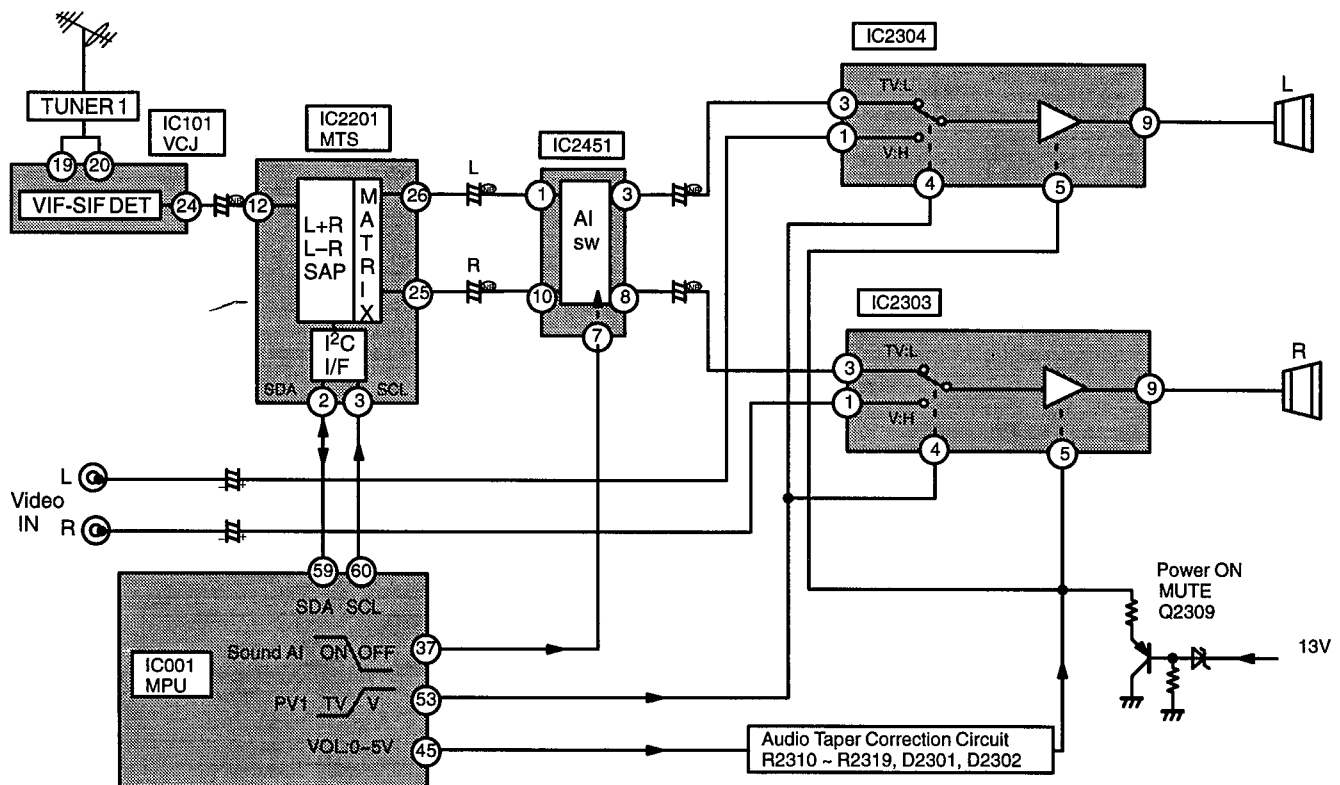 IC2304
L
TV:L
3
1
V:H
9
4
5
TUNER 1
IC101
VCJ
19
20
VIF-SIF DET
24
IC2201
MTS
12
L+R
L–R
SAP
MATRIX
26
25
I²C
I/F
SDA
SCL
2
3
L
R
IC2451
1
3
AI
SW
10
8
7
IC2303
R
TV:L
3
1
V:H
9
4
5
Video
IN
L
R
59
60
SDA SCL
Sound AI ON OFF
37
IC001
MPU
PV1 TV V
53
VOL:0–5V
45
Audio Taper Correction Circuit
R2310 ~ R2319, D2301, D2302
Power ON
MUTE
Q2309
13V